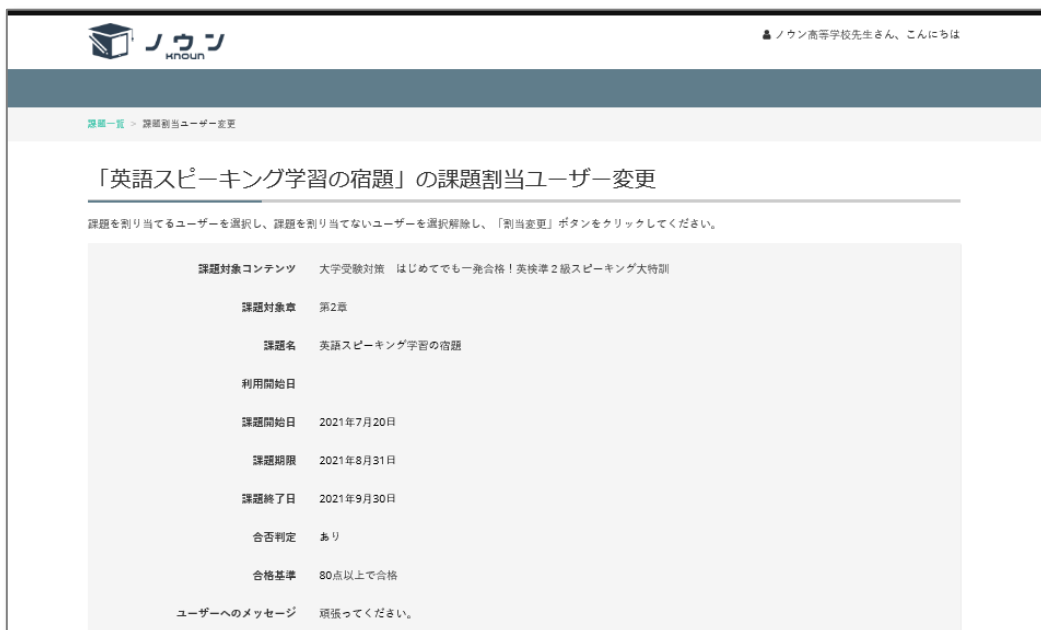 ノウン
KNOUN
ノウン高等学校先生さん、こんにちは
課題一覧 > 課題割当ユーザー変更
「英語スピーキング学習の宿題」の課題割当ユーザー変更
課題を割り当てるユーザーを選択し、課題を割り当てないユーザーを選択解除し、「割当変更」ボタンをクリックしてください。
課題対象コンテンツ 大学受験対策 はじめてでも一発合格！英検準２級スピーキング大特訓
課題対象章 第2章
課題名 英語スピーキング学習の宿題
利用開始日
課題開始日 2021年7月20日
課題期限 2021年8月31日
課題終了日 2021年9月30日
合否判定 あり
合格基準 80点以上で合格
ユーザーへのメッセージ 頑張ってください。